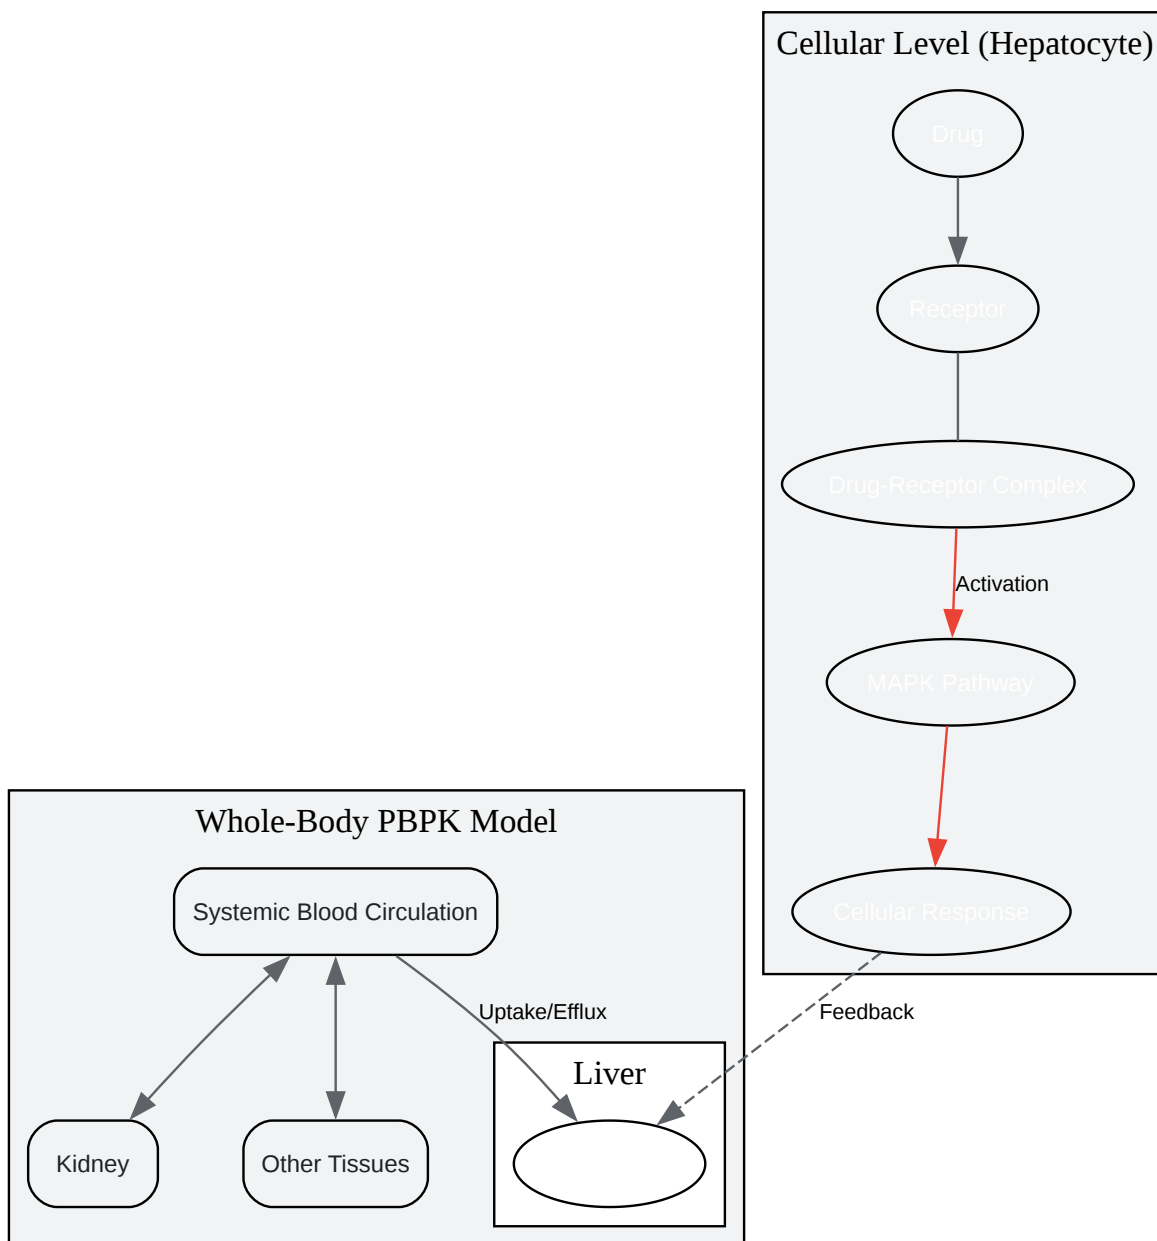 Cellular Level (Hepatocyte)
Drug
Receptor
Drug-Receptor Complex
Activation
MAPK Pathway
Whole-Body PBPK Model
Systemic Blood Circulation
Cellular Response
Uptake/Efflux
Feedback
Liver
Kidney
Other Tissues